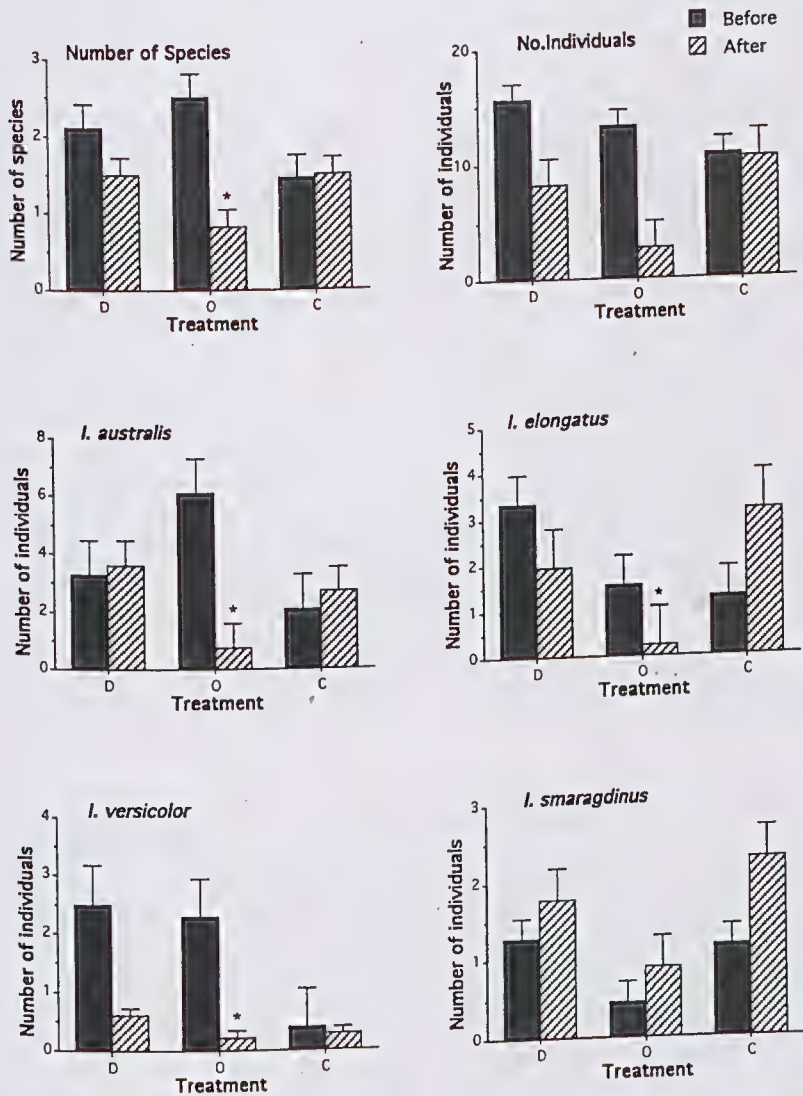 Before
After
Number of Species
3
2
1
0
Number of species
*
D O C
Treatment
No.Individuals
20
10
0
Number of individuals
D O C
Treatment
I. australis
8
6
4
2
0
Number of individuals
*
D O C
Treatment
I. elongatus
5
4
3
2
1
0
Number of individuals
*
D O C
Treatment
I. versicolor
4
3
2
1
0
Number of individuals
*
D O C
Treatment
I. smaragdinus
3
2
1
0
Number of individuals
D O C
Treatment